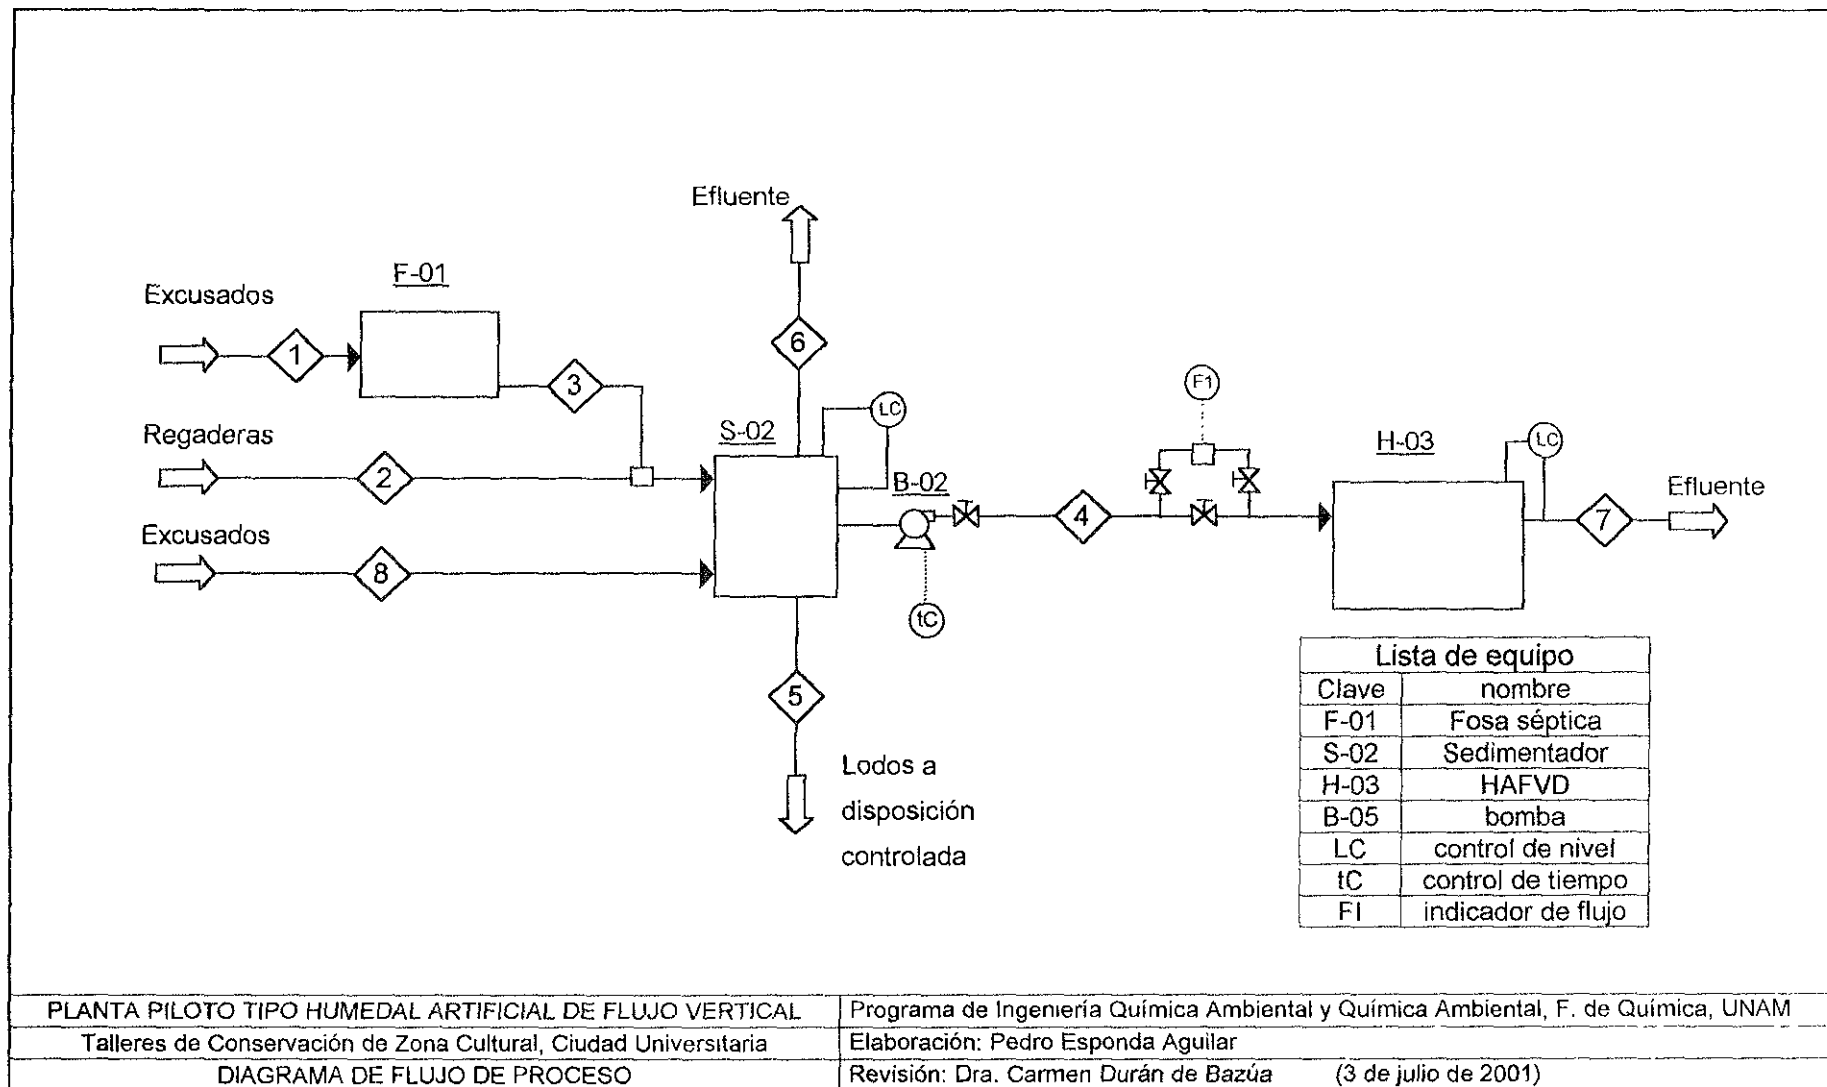 Efluente
F-01
Excusados
1
6
3
F1
LC
Regaderas
S-02
H-03
LC
2
B-02
Efluente
4
7
Excusados
8
tC
Lista de equipo
Clave nombre
F-01 Fosa séptica
S-02 Sedimentador
H-03 HAFVD
B-05 bomba
LC control de nivel
tC control de tiempo
FI indicador de flujo
5
Lodos a
disposición
controlada
PLANTA PILOTO TIPO HUMEDAL ARTIFICIAL DE FLUJO VERTICAL
Programa de Ingeniería Química Ambiental y Química Ambiental, F. de Química, UNAM
Talleres de Conservación de Zona Cultural, Ciudad Universitaria
Elaboración: Pedro Esponda Aguilar
DIAGRAMA DE FLUJO DE PROCESO
Revisión: Dra. Carmen Durán de Bazúa (3 de julio de 2001)